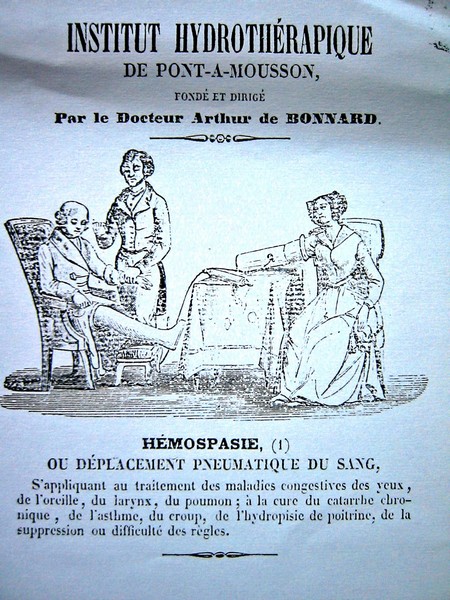 INSTITUT HYDROTHÉRAPIQUE
DE PONT-A-MOUSSON,
FONDÉ ET DIRIGÉ
Par le Docteur Arthur de BONNARD.
HÉMOSPASIE, (1)
OU DÉPLACEMENT PNEUMATIQUE DU SANG,
S'appliquant au traitement des maladies congestives des yeux,
de l'oreille, du larynx, du poumon ; à la cure du catarrhe chro-
nique, de l'asthme, du croup, de l'hydropisie de poitrine, de la
suppression ou difficulté des règles.